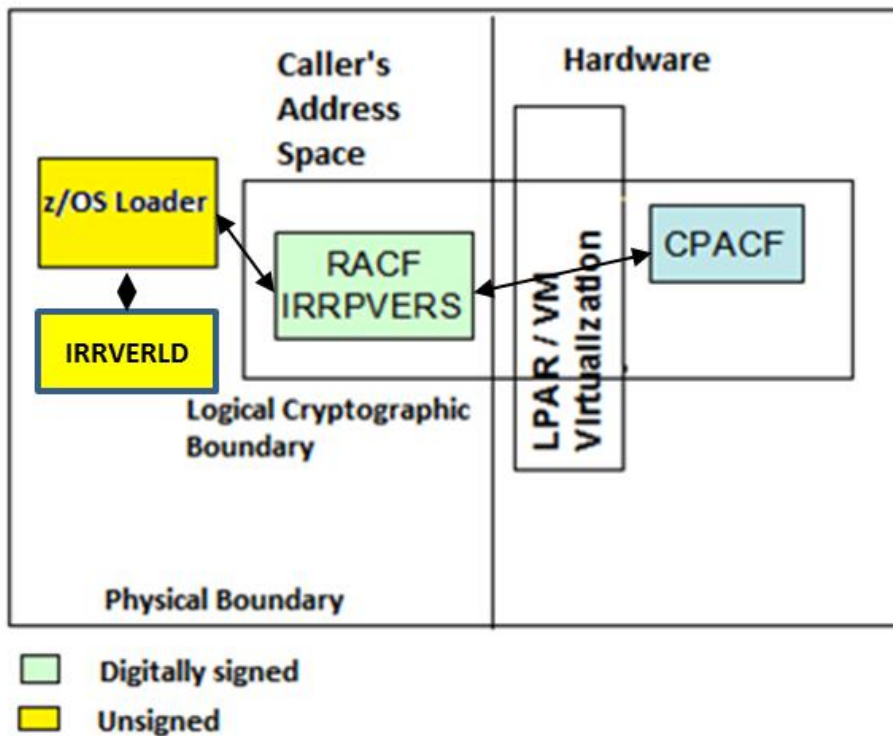 Caller's
Address
Space
Hardware
z/OS Loader
RACF
IRRPVERS
CPACF
IRRVERLD
LPAR / VM
Virtualization
Logical Cryptographic
Boundary
Physical Boundary
Digitally signed
Unsigned